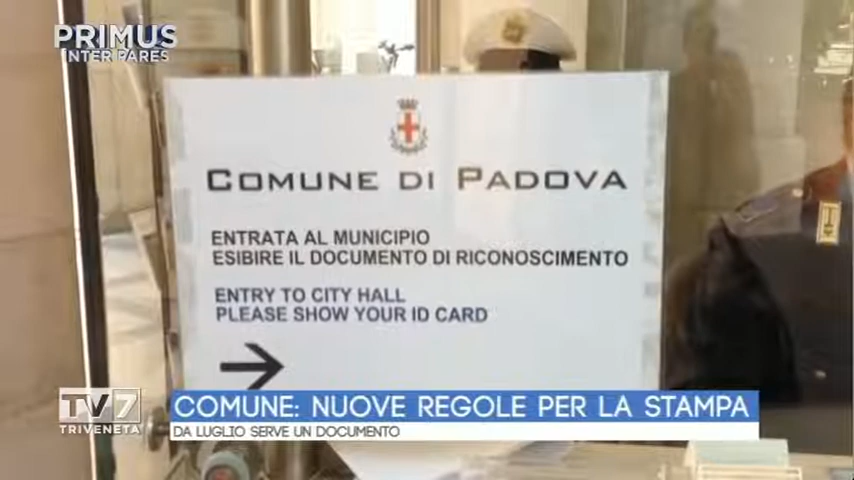 PRIMUS
INTER PARES
COMUNE DI PADOVA
ENTRATA AL MUNICIPIO
ESIBIRE IL DOCUMENTO DI RICONOSCIMENTO
ENTRY TO CITY HALL
PLEASE SHOW YOUR ID CARD
TV7
TRIVENETA
COMUNE: NUOVE REGOLE PER LA STAMPA
DA LUGLIO SERVE UN DOCUMENTO